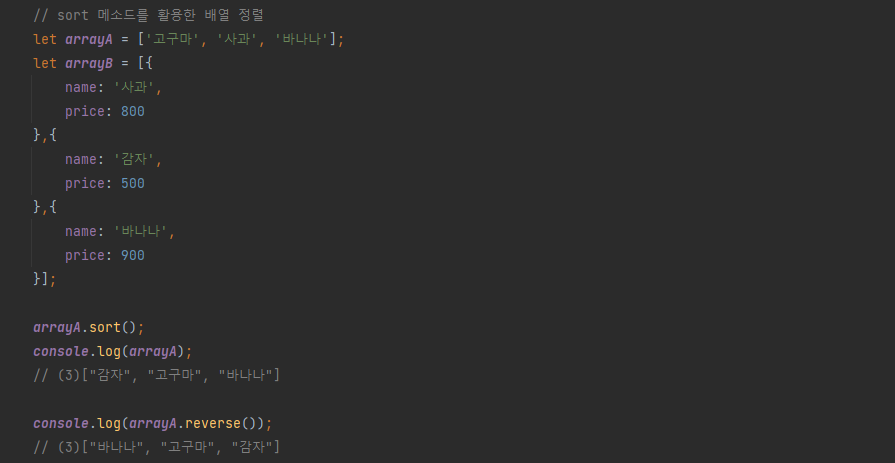 // sort 메소드를 활용한 배열 정렬
let arrayA = ['고구마', '사과', '바나나'];
let arrayB = [{
    name: '사과',
    price: 800
},{
    name: '감자',
    price: 500
},{
    name: '바나나',
    price: 900
}];

arrayA.sort();
console.log(arrayA);
// (3)["감자", "고구마", "바나나"]

console.log(arrayA.reverse());
// (3)["바나나", "고구마", "감자"]